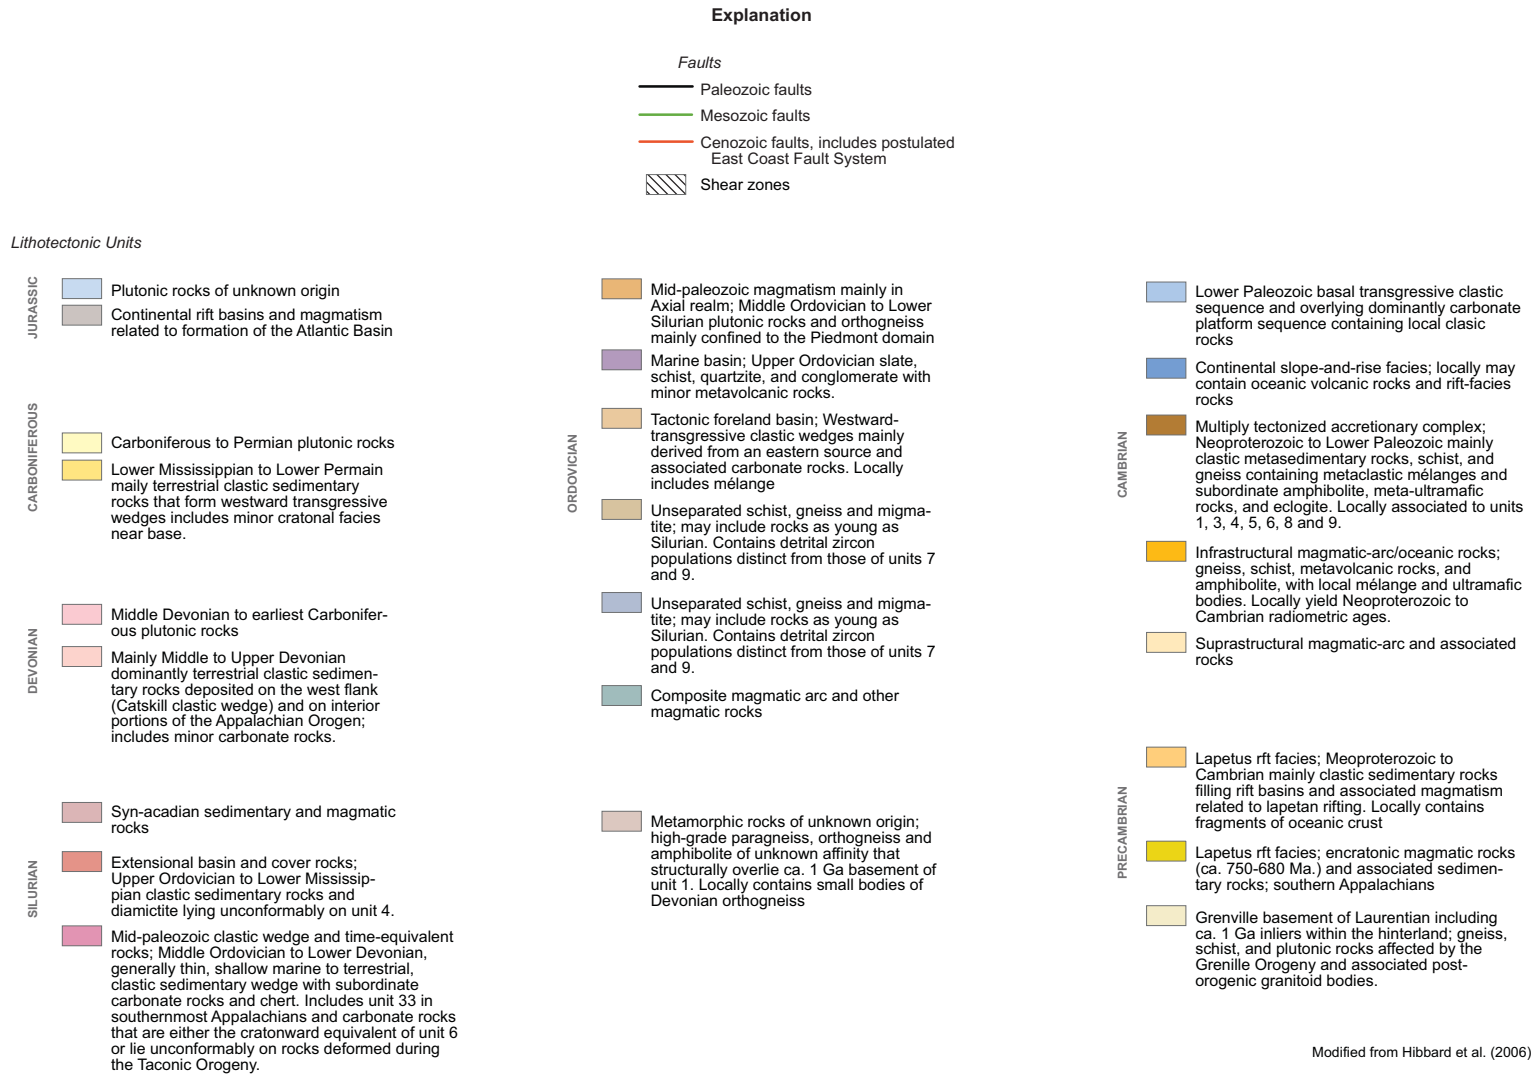 Explanation
Faults
Paleozoic faults
Mesozoic faults
Cenozoic faults, includes postulated
East Coast Fault System
Shear zones
Lithotectonic Units
JURASSIC
Plutonic rocks of unknown origin
Continental rift basins and magmatism
related to formation of the Atlantic Basin
CARBONIFEROUS
Carboniferous to Permian plutonic rocks
Lower Mississippian to Lower Permain
maily terrestrial clastic sedimentary
rocks that form westward transgressive
wedges includes minor cratonal facies
near base.
DEVONIAN
Middle Devonian to earliest Carbonifer-
ous plutonic rocks
Mainly Middle to Upper Devonian
dominantly terrestrial clastic sedimen-
tary rocks deposited on the west flank
(Catskill clastic wedge) and on interior
portions of the Appalachian Orogen;
includes minor carbonate rocks.
SILURIAN
Syn-acadian sedimentary and magmatic
rocks
Extensional basin and cover rocks;
Upper Ordovician to Lower Mississip-
pian clastic sedimentary rocks and
diamictite lying unconformably on unit 4.
Mid-paleozoic clastic wedge and time-equivalent
rocks; Middle Ordovician to Lower Devonian,
generally thin, shallow marine to terrestrial,
clastic sedimentary wedge with subordinate
carbonate rocks and chert. Includes unit 33 in
southernmost Appalachians and carbonate rocks
that are either the cratonward equivalent of unit 6
or lie unconformably on rocks deformed during
the Taconic Orogeny.
ORDOVICIAN
Mid-paleozoic magmatism mainly in
Axial realm; Middle Ordovician to Lower
Silurian plutonic rocks and orthogneiss
mainly confined to the Piedmont domain
Marine basin; Upper Ordovician slate,
schist, quartzite, and conglomerate with
minor metavolcanic rocks.
Tactonic foreland basin; Westward-
transgressive clastic wedges mainly
derived from an eastern source and
associated carbonate rocks. Locally
includes mélange
Unseparated schist, gneiss and migma-
tite; may include rocks as young as
Silurian. Contains detrital zircon
populations distinct from those of units 7
and 9.
Unseparated schist, gneiss and migma-
tite; may include rocks as young as
Silurian. Contains detrital zircon
populations distinct from those of units 7
and 9.
Composite magmatic arc and other
magmatic rocks
Metamorphic rocks of unknown origin;
high-grade paragneiss, orthogneiss and
amphibolite of unknown affinity that
structurally overlie ca. 1 Ga basement of
unit 1. Locally contains small bodies of
Devonian orthogneiss
CAMBRIAN
Lower Paleozoic basal transgressive clastic
sequence and overlying dominantly carbonate
platform sequence containing local clasic
rocks
Continental slope-and-rise facies; locally may
contain oceanic volcanic rocks and rift-facies
rocks
Multiply tectonized accretionary complex;
Neoproterozoic to Lower Paleozoic mainly
clastic metasedimentary rocks, schist, and
gneiss containing metaclastic mélanges and
subordinate amphibolite, meta-ultramafic
rocks, and eclogite. Locally associated to units
1, 3, 4, 5, 6, 8 and 9.
Infrastructural magmatic-arc/oceanic rocks;
gneiss, schist, metavolcanic rocks, and
amphibolite, with local mélange and ultramafic
bodies. Locally yield Neoproterozoic to
Cambrian radiometric ages.
Suprastructural magmatic-arc and associated
rocks
PRECAMBRIAN
Lapetus rft facies; Meoproterozoic to
Cambrian mainly clastic sedimentary rocks
filling rift basins and associated magmatism
related to lapetan rifting. Locally contains
fragments of oceanic crust
Lapetus rft facies; encratonic magmatic rocks
(ca. 750-680 Ma.) and associated sedimen-
tary rocks; southern Appalachians
Grenville basement of Laurentian including
ca. 1 Ga inliers within the hinterland; gneiss,
schist, and plutonic rocks affected by the
Grenille Orogeny and associated post-
orogenic granitoid bodies.
Modified from Hibbard et al. (2006)